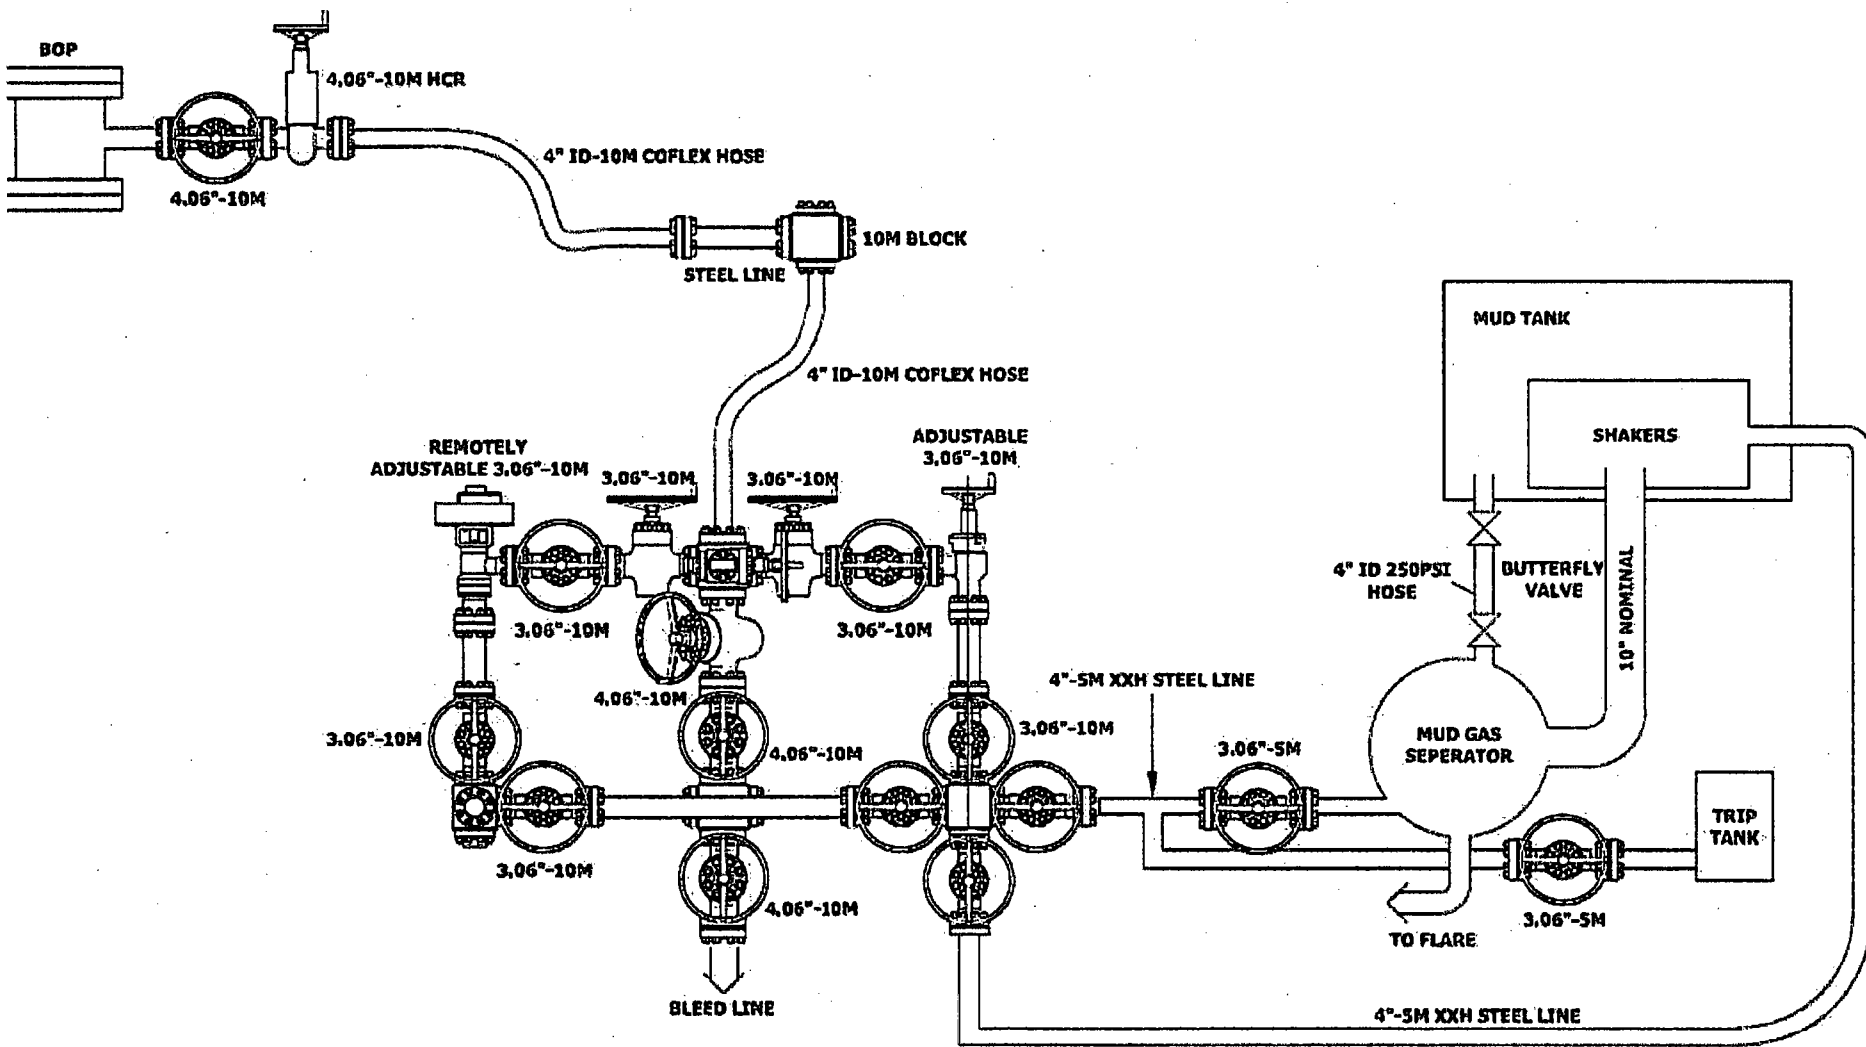 BOP
4.06"-10M HCR
4.06"-10M
4" ID-10M COFLEX HOSE
10M BLOCK
STEEL LINE
4" ID-10M COFLEX HOSE
MUD TANK
SHAKERS
REMOTELY
ADJUSTABLE 3.06"-10M
3.06"-10M
3.06"-10M
ADJUSTABLE
3.06"-10M
4" ID 250PSI
HOSE
BUTTERFLY
VALVE
10" NOMINAL
3.06"-10M
3.06"-10M
4.06"-10M
4"-5M XXH STEEL LINE
3.06"-10M
4.06"-10M
3.06"-10M
3.06"-5M
MUD GAS
SEPERATOR
TRIP
TANK
3.06"-10M
4.06"-10M
3.06"-5M
TO FLARE
BLEED LINE
4"-5M XXH STEEL LINE